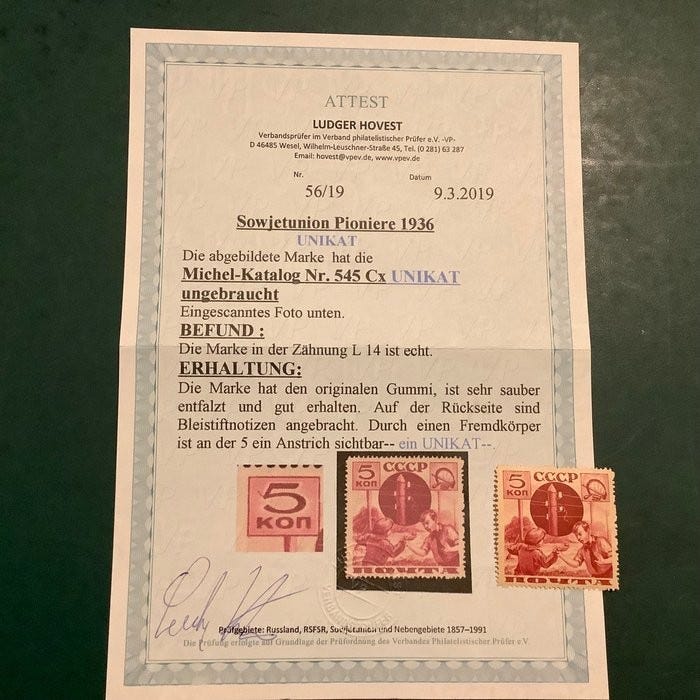 ATTEST
LUDGER HOVEST
Verbandsprüfer im Verband philatelistischer Prüfer e.V. -VP-
D 46485 Wesel, Wilhelm-Leuschner-Straße 45, Tel. (0 281) 63 287
Email: hovest@vpev.de, www.vpev.de
Nr. Datum
56/19 9.3.2019
Sowjetunion Pioniere 1936
UNIKAT
Die abgebildete Marke hat die
Michel-Katalog Nr. 545 Cx UNIKAT
ungebraucht
Eingescanntes Foto unten.
BEFUND :
Die Marke in der Zähnung L 14 ist echt.
ERHALTUNG:
Die Marke hat den originalen Gummi, ist sehr sauber
entfalzt und gut erhalten. Auf der Rückseite sind
Bleistiftnotizen angebracht. Durch einen Fremdkörper
ist an der 5 ein Anstrich sichtbar-- ein UNIKAT--.
5
КОП
5 СССР
КОП
ПОЧТА
5 СССР
КОП
ПОЧТА
Prüfgebiete: Russland, RSFSR, Sowjetunion und Nebengebiete 1857–1991
Die Prüfung erfolgte auf Grundlage der Prüfordnung des Verbandes Philatelistischer Prüfer e.V.